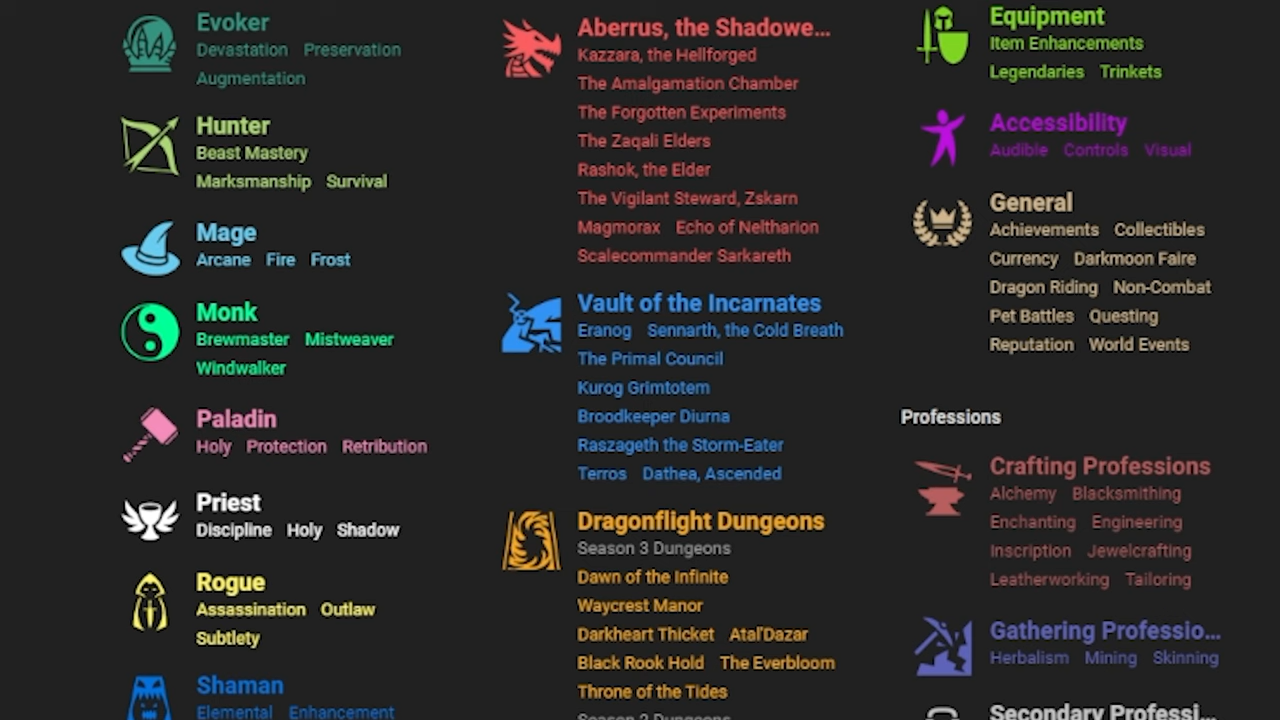 Evoker
Devastation Preservation
Augmentation
Hunter
Beast Mastery
Marksmanship Survival
Mage
Arcane Fire Frost
Monk
Brewmaster Mistweaver
Windwalker
Paladin
Holy Protection Retribution
Priest
Discipline Holy Shadow
Rogue
Assassination Outlaw
Subtlety
Shaman
Elemental Enhancement
Aberrus, the Shadowe...
Kazzara, the Hellforged
The Amalgamation Chamber
The Forgotten Experiments
The Zaqali Elders
Rashok, the Elder
The Vigilant Steward, Zskarn
Magmorax Echo of Neltharion
Scalecommander Sarkareth
Vault of the Incarnates
Eranog Sennarth, the Cold Breath
The Primal Council
Kurog Grimtotem
Broodkeeper Diurna
Raszageth the Storm-Eater
Terros Dathea, Ascended
Dragonflight Dungeons
Season 3 Dungeons
Dawn of the Infinite
Waycrest Manor
Darkheart Thicket Atal'Dazar
Black Rook Hold The Everbloom
Throne of the Tides
Season 2 Dungeons
Equipment
Item Enhancements
Legendaries Trinkets
Accessibility
Audible Controls Visual
General
Achievements Collectibles
Currency Darkmoon Faire
Dragon Riding Non-Combat
Pet Battles Questing
Reputation World Events
Professions
Crafting Professions
Alchemy Blacksmithing
Enchanting Engineering
Inscription Jewelcrafting
Leatherworking Tailoring
Gathering Professio...
Herbalism Mining Skinning
Secondary Professi...